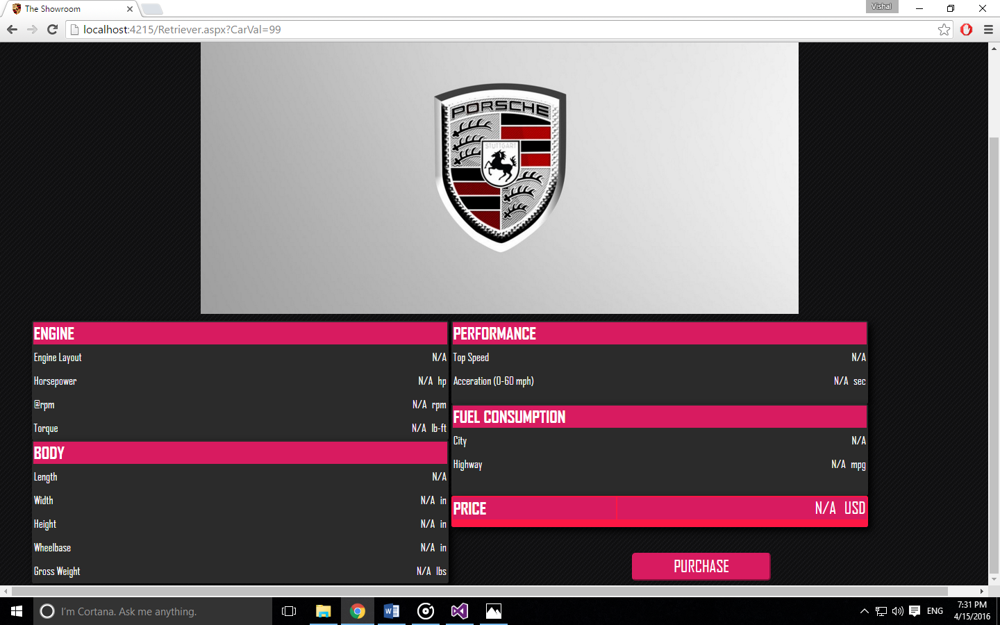 The Showroom
Vishal
localhost:4215/Retriever.aspx?CarVal=99
PORSCHE
STUTTGART
ENGINE
Engine Layout N/A
Horsepower N/A hp
@rpm N/A rpm
Torque N/A lb-ft
BODY
Length N/A
Width N/A in
Height N/A in
Wheelbase N/A in
Gross Weight N/A lbs
PERFORMANCE
Top Speed N/A
Acceration (0-60 mph) N/A sec
FUEL CONSUMPTION
City N/A
Highway N/A mpg
PRICE N/A USD
PURCHASE
I'm Cortana. Ask me anything.
ENG
7:31 PM
4/15/2016